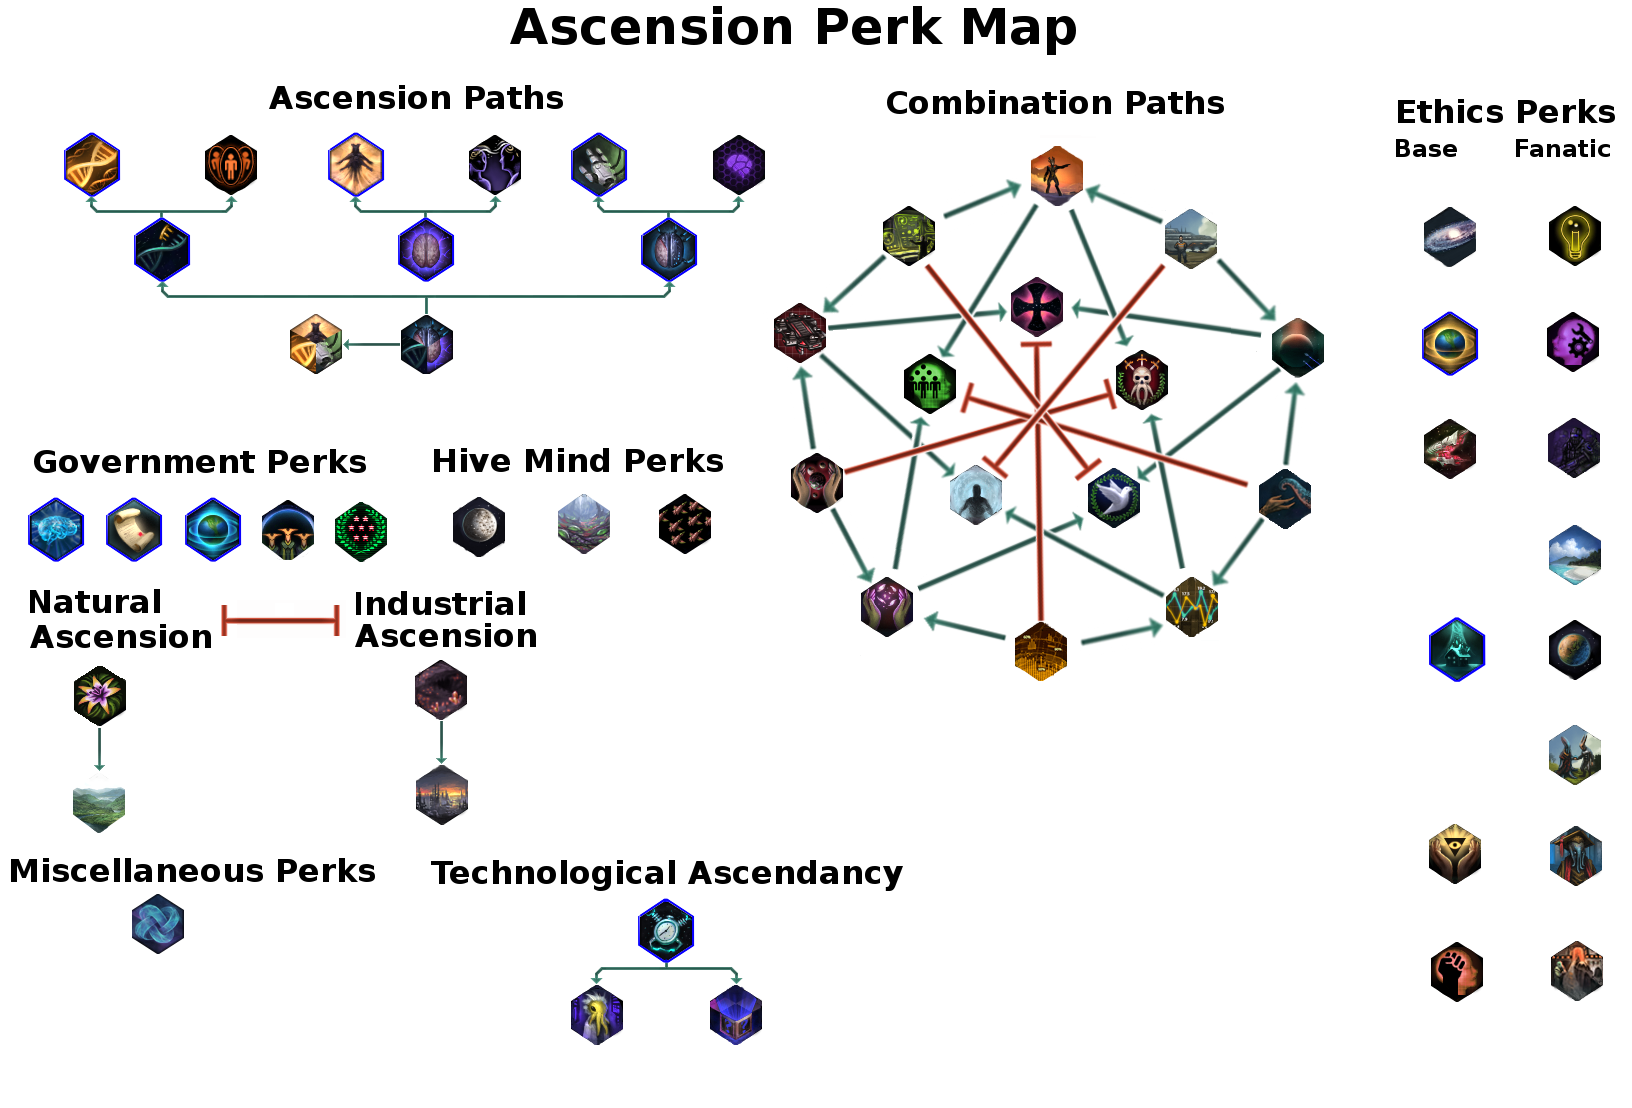 Ascension Perk Map
Ascension Paths
Combination Paths
Ethics Perks
Base
Fanatic
Government Perks
Hive Mind Perks
Natural
Ascension
Industrial
Ascension
Miscellaneous Perks
Technological Ascendancy